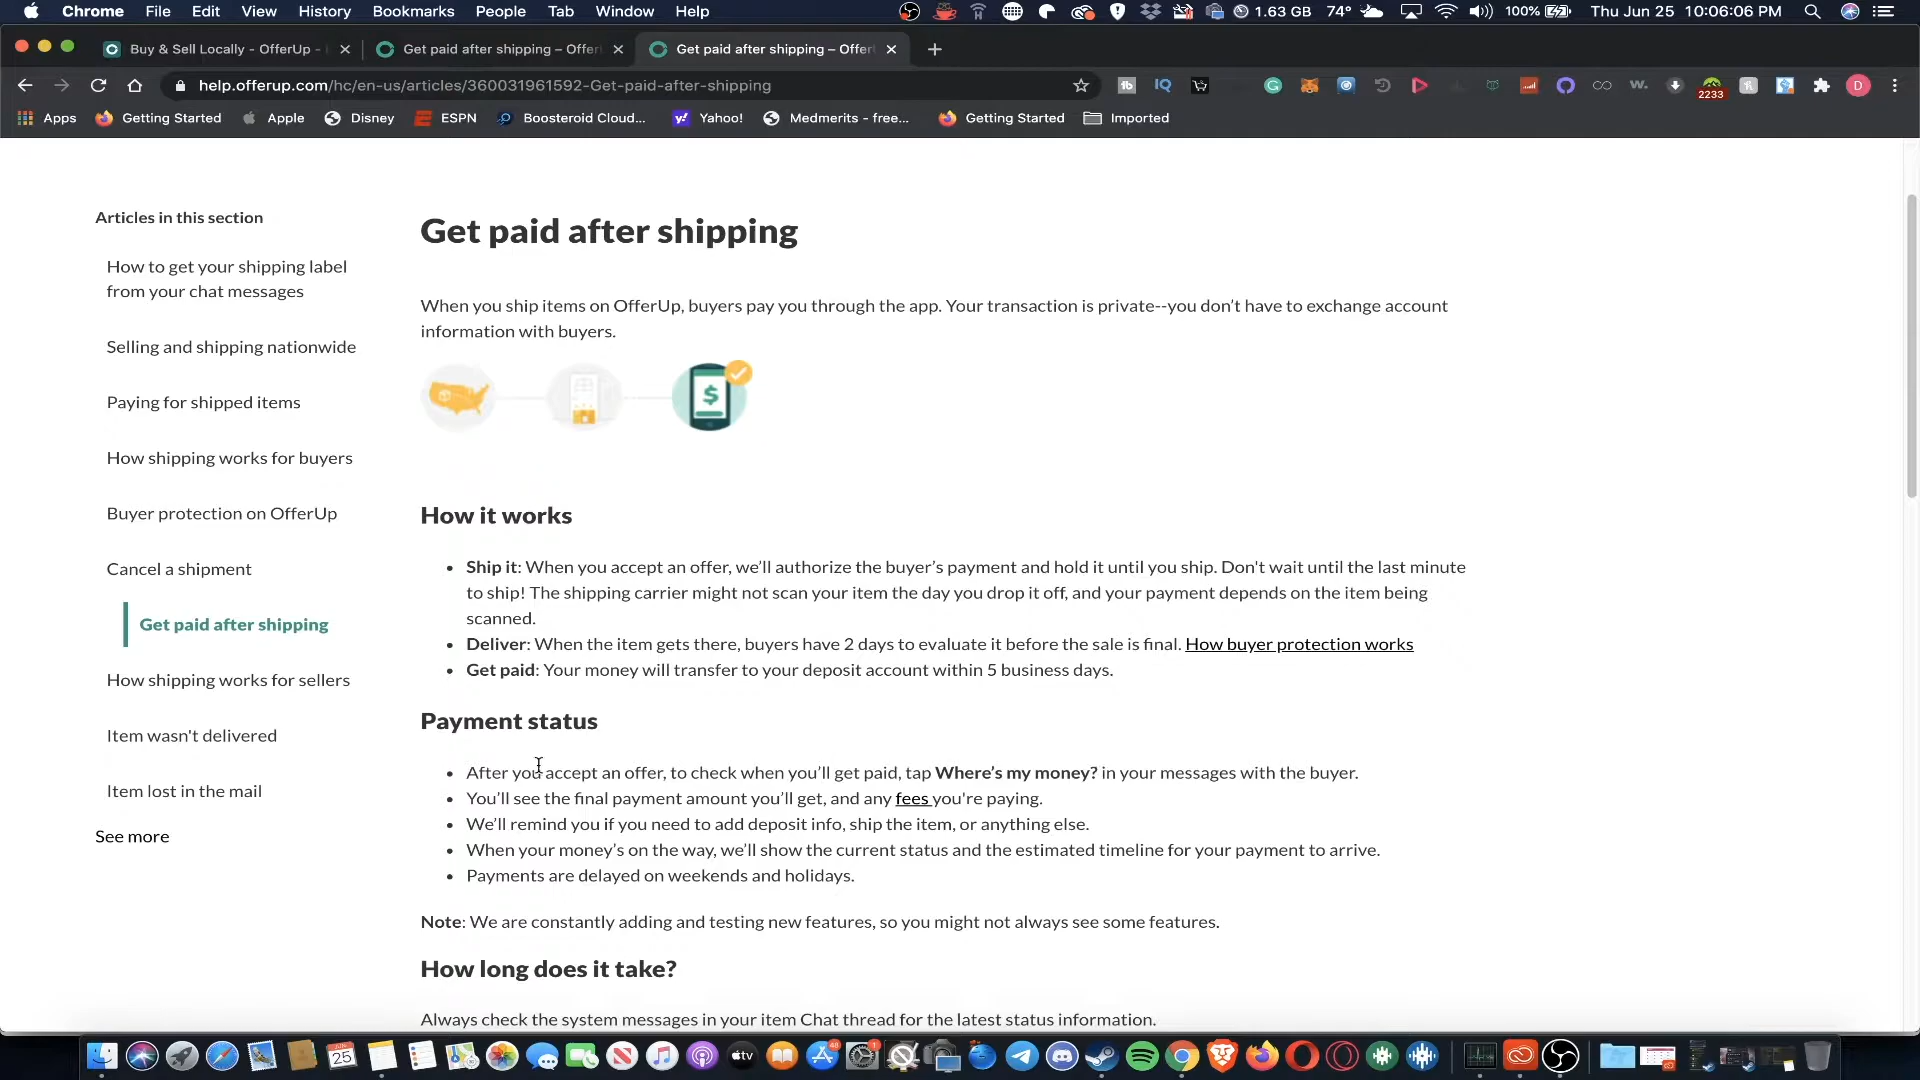 Chrome File Edit View History Bookmarks People Tab Window Help 1.63 GB 74° 100% Thu Jun 25 10:06:06 PM
Buy & Sell Locally - OfferUp - Get paid after shipping – Offer Get paid after shipping – Offer
help.offerup.com/hc/en-us/articles/360031961592-Get-paid-after-shipping
2233
Apps Getting Started Apple Disney ESPN Boosteroid Cloud... Yahoo! Medmerits - free... Getting Started Imported
Articles in this section
How to get your shipping label
from your chat messages
Selling and shipping nationwide
Paying for shipped items
How shipping works for buyers
Buyer protection on OfferUp
Cancel a shipment
Get paid after shipping
How shipping works for sellers
Item wasn't delivered
Item lost in the mail
See more
Get paid after shipping
When you ship items on OfferUp, buyers pay you through the app. Your transaction is private--you don’t have to exchange account
information with buyers.
How it works
Ship it: When you accept an offer, we’ll authorize the buyer’s payment and hold it until you ship. Don't wait until the last minute
to ship! The shipping carrier might not scan your item the day you drop it off, and your payment depends on the item being
scanned.
Deliver: When the item gets there, buyers have 2 days to evaluate it before the sale is final. How buyer protection works
Get paid: Your money will transfer to your deposit account within 5 business days.
Payment status
After you accept an offer, to check when you’ll get paid, tap Where’s my money? in your messages with the buyer.
You’ll see the final payment amount you’ll get, and any fees you're paying.
We’ll remind you if you need to add deposit info, ship the item, or anything else.
When your money’s on the way, we’ll show the current status and the estimated timeline for your payment to arrive.
Payments are delayed on weekends and holidays.
Note: We are constantly adding and testing new features, so you might not always see some features.
How long does it take?
Always check the system messages in your item Chat thread for the latest status information.